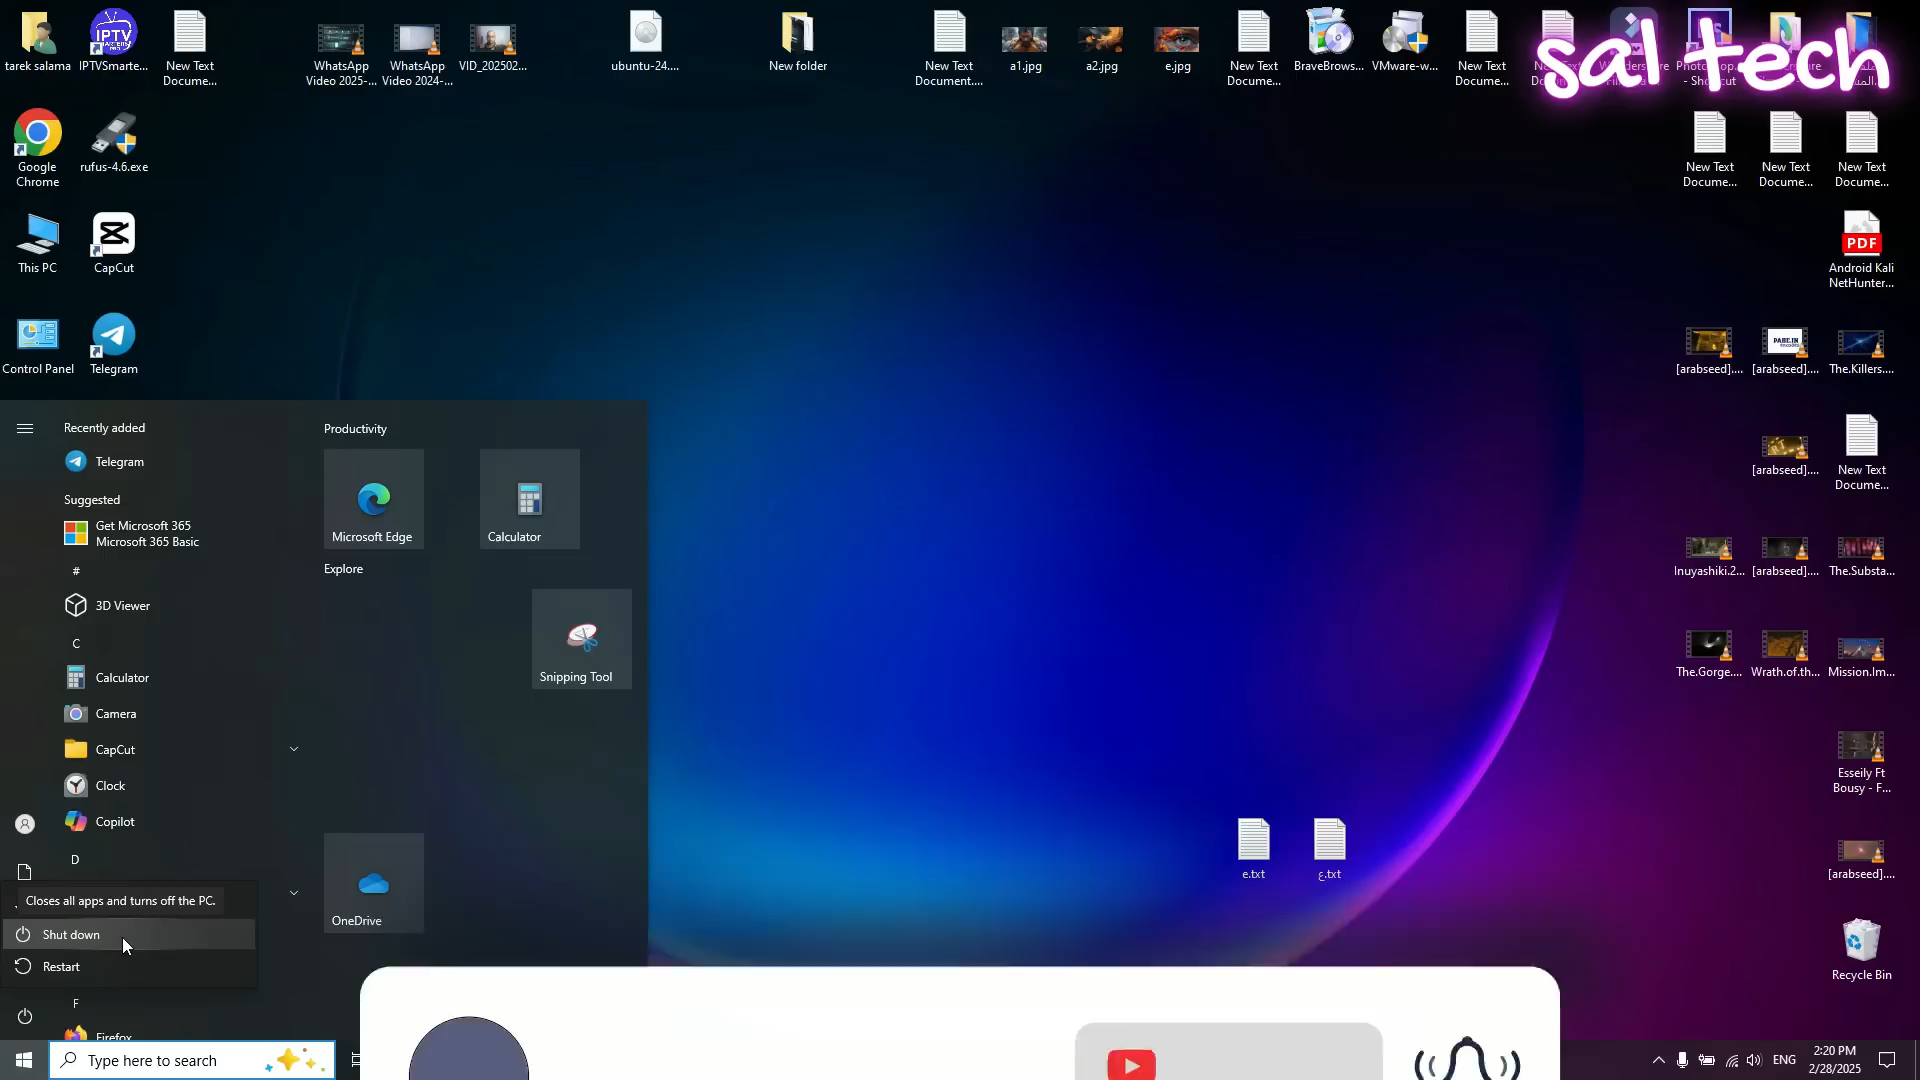 tarek salama
IPTVSmarte...
New Text
Docume...
WhatsApp
Video 2025-...
WhatsApp
Video 2024-...
VID_202502...
ubuntu-24....
New folder
New Text
Document....
a1.jpg
a2.jpg
e.jpg
New Text
Docume...
BraveBrows...
VMware-w...
New Text
Docume...
sal tech
Google
Chrome
rufus-4.6.exe
New Text
Docume...
New Text
Docume...
New Text
Docume...
This PC
CapCut
PDF
Android Kali
NetHunter...
Control Panel
Telegram
[arabseed]....
[arabseed]....
The.Killers....
[arabseed]....
New Text
Docume...
Inuyashiki.2...
[arabseed]....
The.Substa...
The.Gorge....
Wrath.of.th...
Mission.Im...
Esseily Ft
Bousy - F...
e.txt
ع.txt
[arabseed]....
Recycle Bin
Recently added
Telegram
Suggested
Get Microsoft 365
Microsoft 365 Basic
#
3D Viewer
C
Calculator
Camera
CapCut
Clock
Copilot
D
Closes all apps and turns off the PC.
Shut down
Restart
F
Firefox
Productivity
Microsoft Edge
Calculator
Explore
Snipping Tool
OneDrive
Type here to search
ENG
2:20 PM
2/28/2025